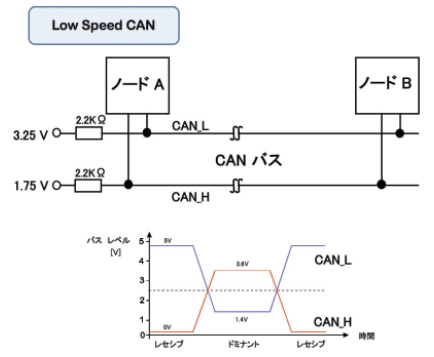 Low Speed CAN
ノード A
ノード B
2.2KΩ
3.25 V
CAN_L
CAN バス
2.2KΩ
1.75 V
CAN_H
バス レベル
[V]
5
4
3
2
1
0
5V
3.6V
1.4V
0V
CAN_L
CAN_H
時間
レセシブ
ドミナント
レセシブ